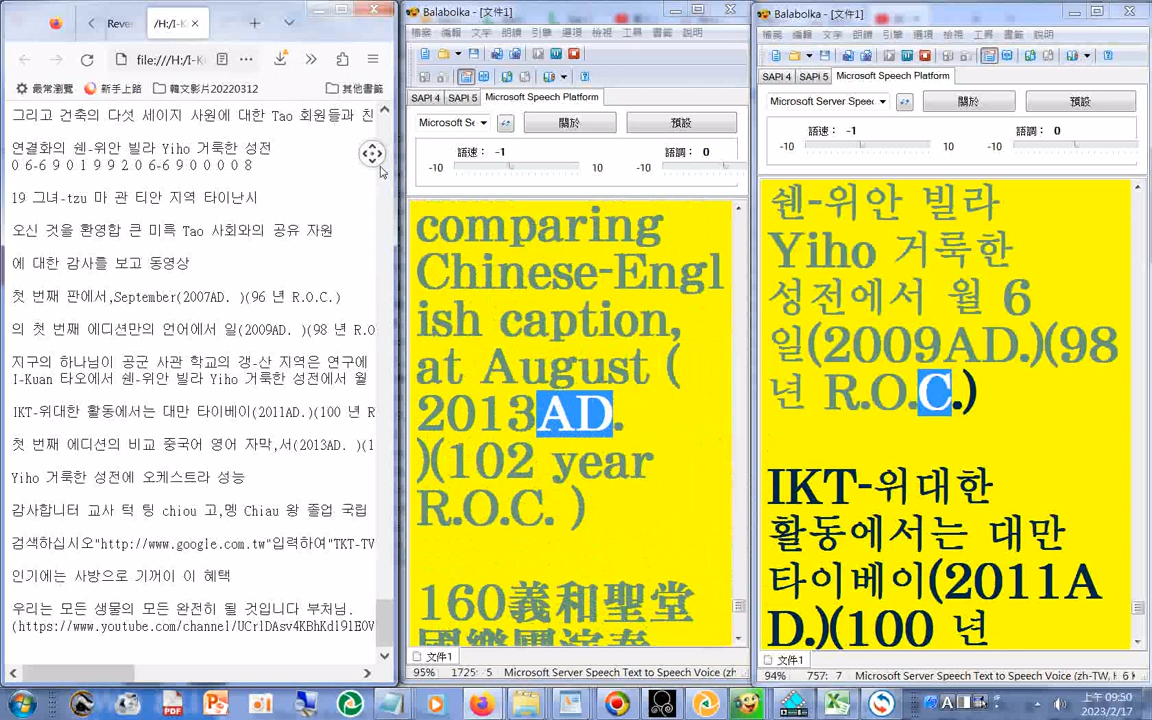 Reve
/H:/I-K
file:///H:/I-K
最常瀏覽
新手上路
韓文影片20220312
其他書籤
그리고 건축의 다섯 세이지 사원에 대한 Tao 회원들과 친
연결화의 쉔-위안 빌라 Yiho 거룩한 성전
0 6-6 9 0 1 9 9 2 0 6-6 9 0 0 0 0 8
19 그녀-tzu 마 관 티안 지역 타이난시
오신 것을 환영합 큰 미륵 Tao 사회와의 공유 자원
에 대한 감사를 보고 동영상
첫 번째 판에서,September(2007AD. )(96 년 R.O.C.)
의 첫 번째 에디션만의 언어에서 일(2009AD. )(98 년 R.O
지구의 하나님이 공군 사관 학교의 갱-산 지역은 연구에
I-Kuan 타오에서 쉔-위안 빌라 Yiho 거룩한 성전에서 월
IKT-위대한 활동에서는 대만 타이베이(2011AD. )(100 년 R
첫 번째 에디션의 비교 중국어 영어 자막,서(2013AD. )(1
Yiho 거룩한 성전에 오케스트라 성능
감사합니터 교사 턱 팅 chiou 고,멩 Chiau 왕 졸업 국립
검색하십시오"http://www.google.com.tw"입력하여"TKT-TV
인기에는 사방으로 기꺼이 이 혜택
우리는 모든 생물의 모든 완전히 될 것입니다 부처님.
(https://www.youtube.com/channel/UCrlDAsv4KBhKdl9lEOV
Balabolka - [文件1]
檔案 編輯 文字 朗讀 引擎 選項 檢視 工具 書籤 說明
SAPI 4 SAPI 5 Microsoft Speech Platform
Microsoft Se
關於
預設
語速: -1
語調: 0
-10 10 -10
comparing
Chinese-Engl
ish caption,
at August (
2013AD.
)(102 year
R.O.C. )
160義和聖堂
國樂團演奏
文件1
95% 1725: 5 Microsoft Server Speech Text to Speech Voice (zh
Balabolka - [文件1]
檔案 編輯 文字 朗讀 引擎 選項 檢視 工具 書籤 說明
SAPI 4 SAPI 5 Microsoft Speech Platform
Microsoft Server Speec
關於
預設
語速: -1
語調: 0
-10 10 -10
쉔-위안 빌라
Yiho 거룩한
성전에서 월 6
일(2009AD.)(98
년 R.O.C.)
IKT-위대한
활동에서는 대만
타이베이(2011A
D.)(100 년
文件1
94% 757: 7 Microsoft Server Speech Text to Speech Voice (zh-TW, H
上午 09:50
2023/2/17